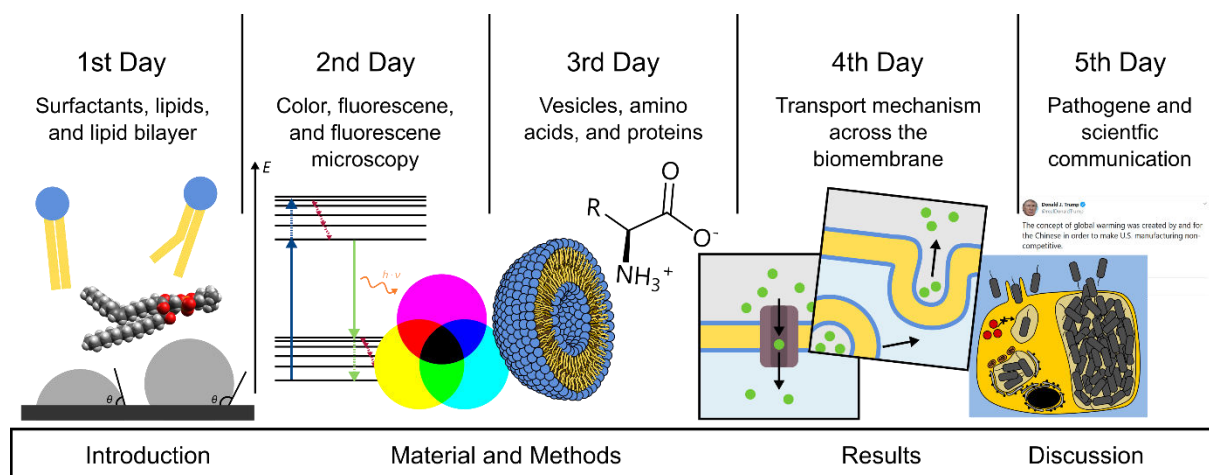 1st Day
Surfactants, lipids,
and lipid bilayer
E
θ
θ
2nd Day
Color, fluorescene,
and fluorescene
microscopy
h · ν
3rd Day
Vesicles, amino
acids, and proteins
O
R
O-
NH3+
4th Day
Transport mechanism
across the
biomembrane
5th Day
Pathogene and
scientfic
communication
Donald J. Trump
@realDonaldTrump
The concept of global warming was created by and for
the Chinese in order to make U.S. manufacturing non-
competitive.
Introduction
Material and Methods
Results
Discussion